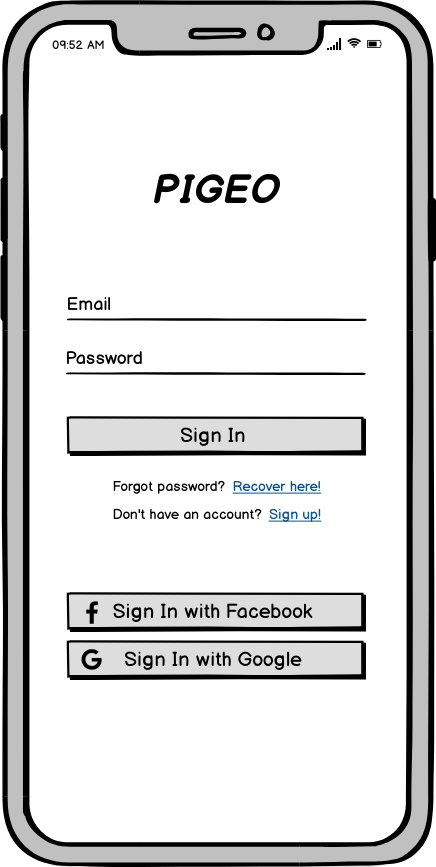 09:52 AM
PIGEO
Email
Password
Sign In
Forgot password? Recover here!
Don't have an account? Sign up!
Sign In with Facebook
Sign In with Google